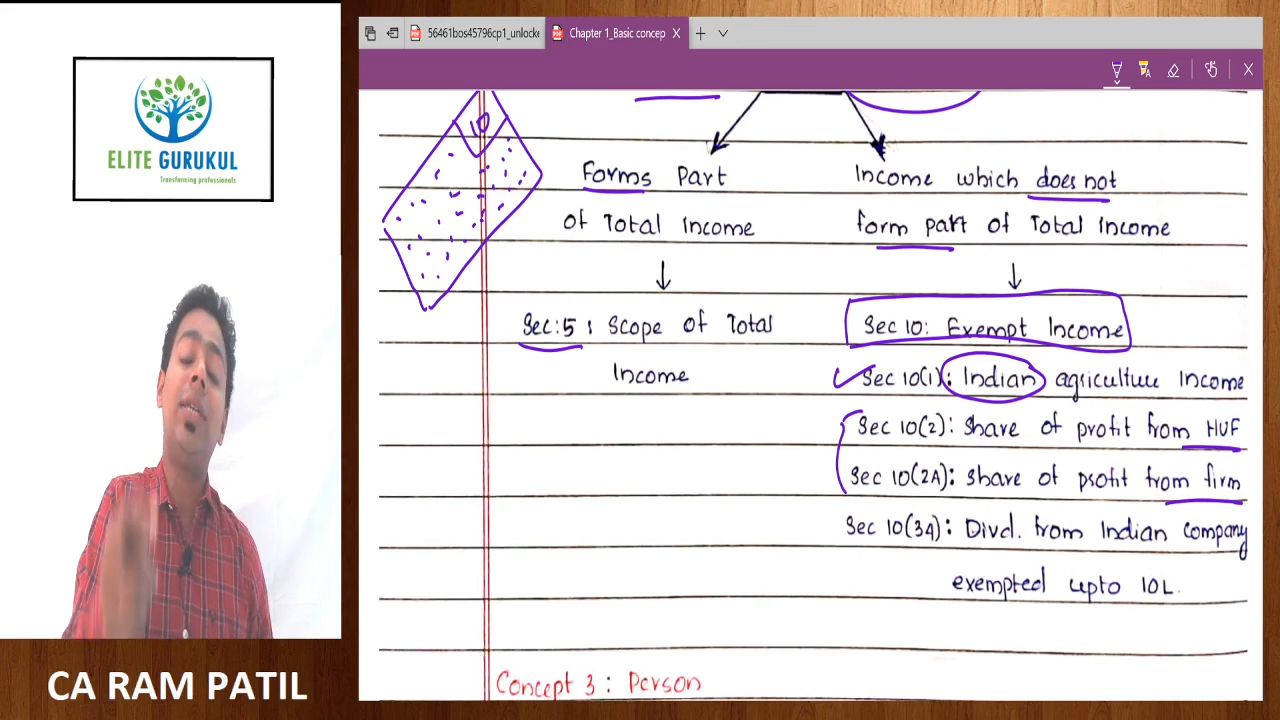 56461bos45796cp1_unlocke
Chapter 1_Basic concep
ELITE GURUKUL
Transforming professionals
10
Forms Part
of Total Income
Income which does not
form part of Total Income
Sec:5: Scope of Total
Income
Sec 10: Exempt Income
Sec 10(1): Indian agriculture Income
Sec 10(2): Share of profit from HUF
Sec 10(2A): Share of profit from firm
Sec 10(34): Divd. from Indian company
exempted upto 10L.
Concept 3: Person
CA RAM PATIL